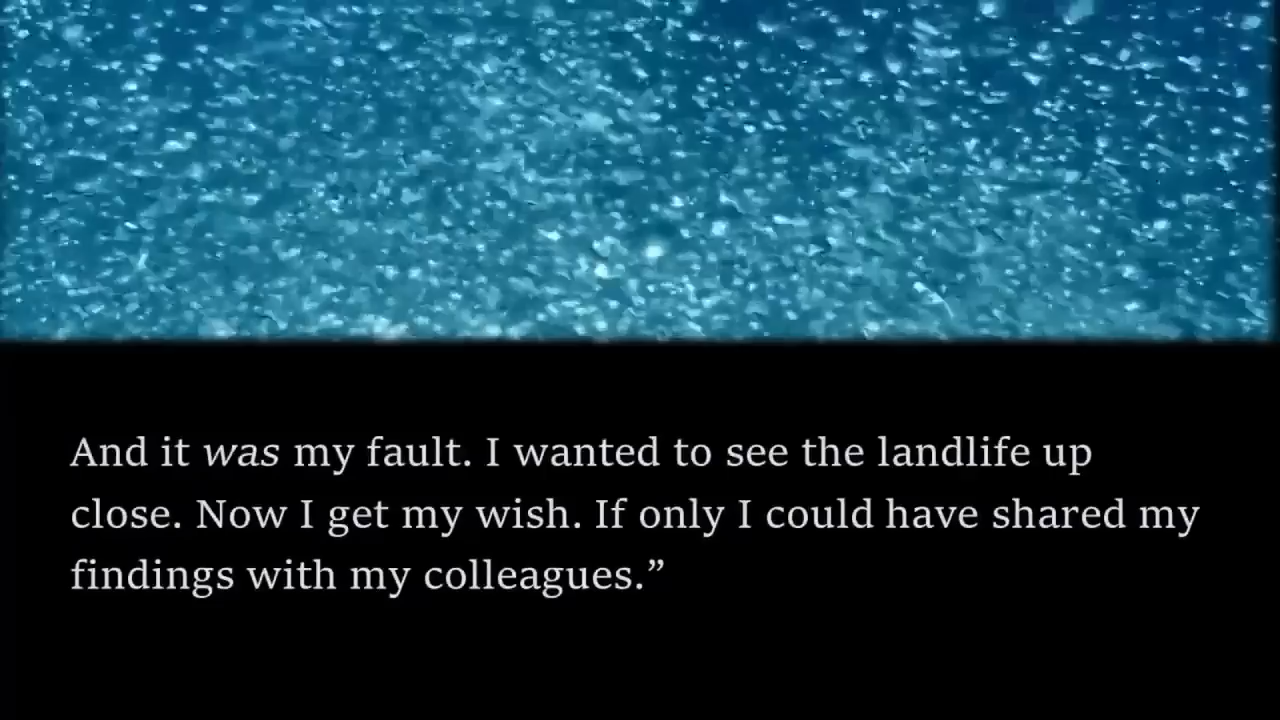 And it was my fault. I wanted to see the landlife up
close. Now I get my wish. If only I could have shared my
findings with my colleagues.”